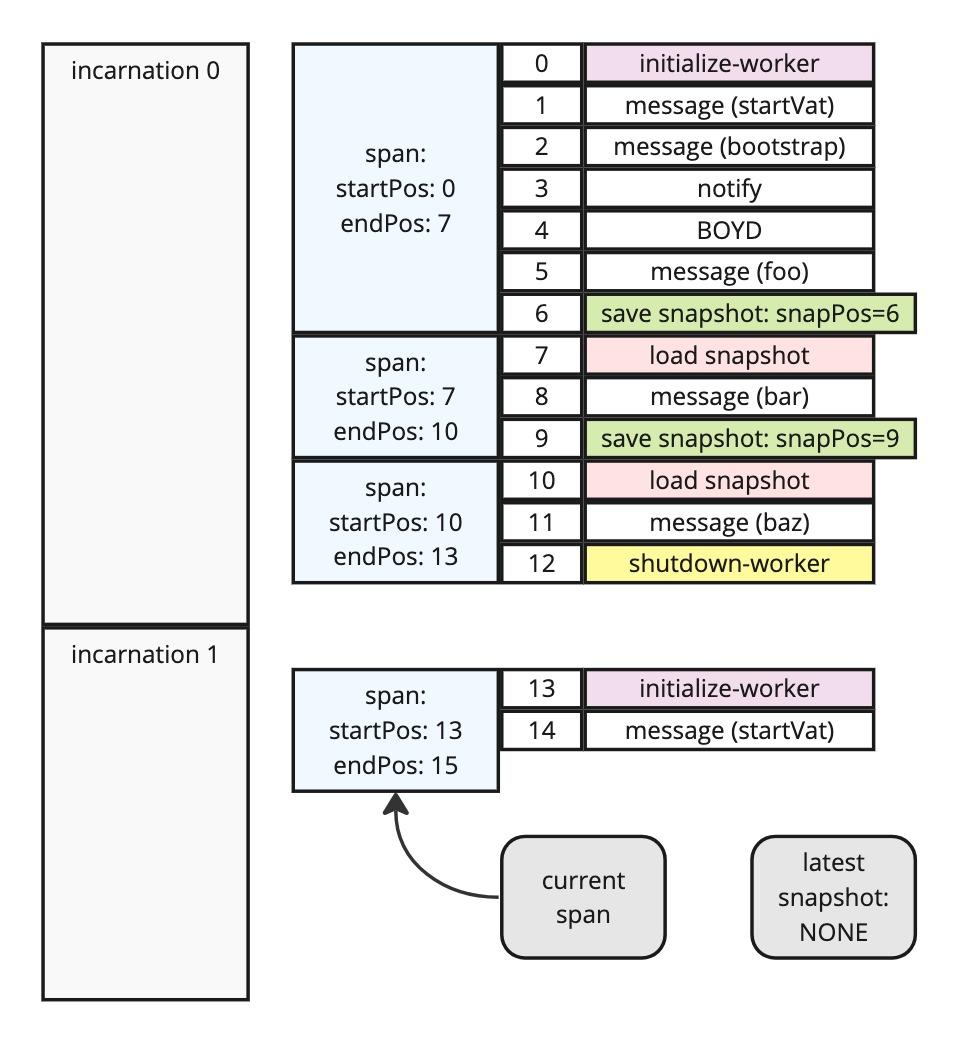 incarnation 0
span:
startPos: 0
endPos: 7
0 initialize-worker
1 message (startVat)
2 message (bootstrap)
3 notify
4 BOYD
5 message (foo)
6 save snapshot: snapPos=6
span:
startPos: 7
endPos: 10
7 load snapshot
8 message (bar)
9 save snapshot: snapPos=9
span:
startPos: 10
endPos: 13
10 load snapshot
11 message (baz)
12 shutdown-worker
incarnation 1
span:
startPos: 13
endPos: 15
13 initialize-worker
14 message (startVat)
current
span
latest
snapshot:
NONE